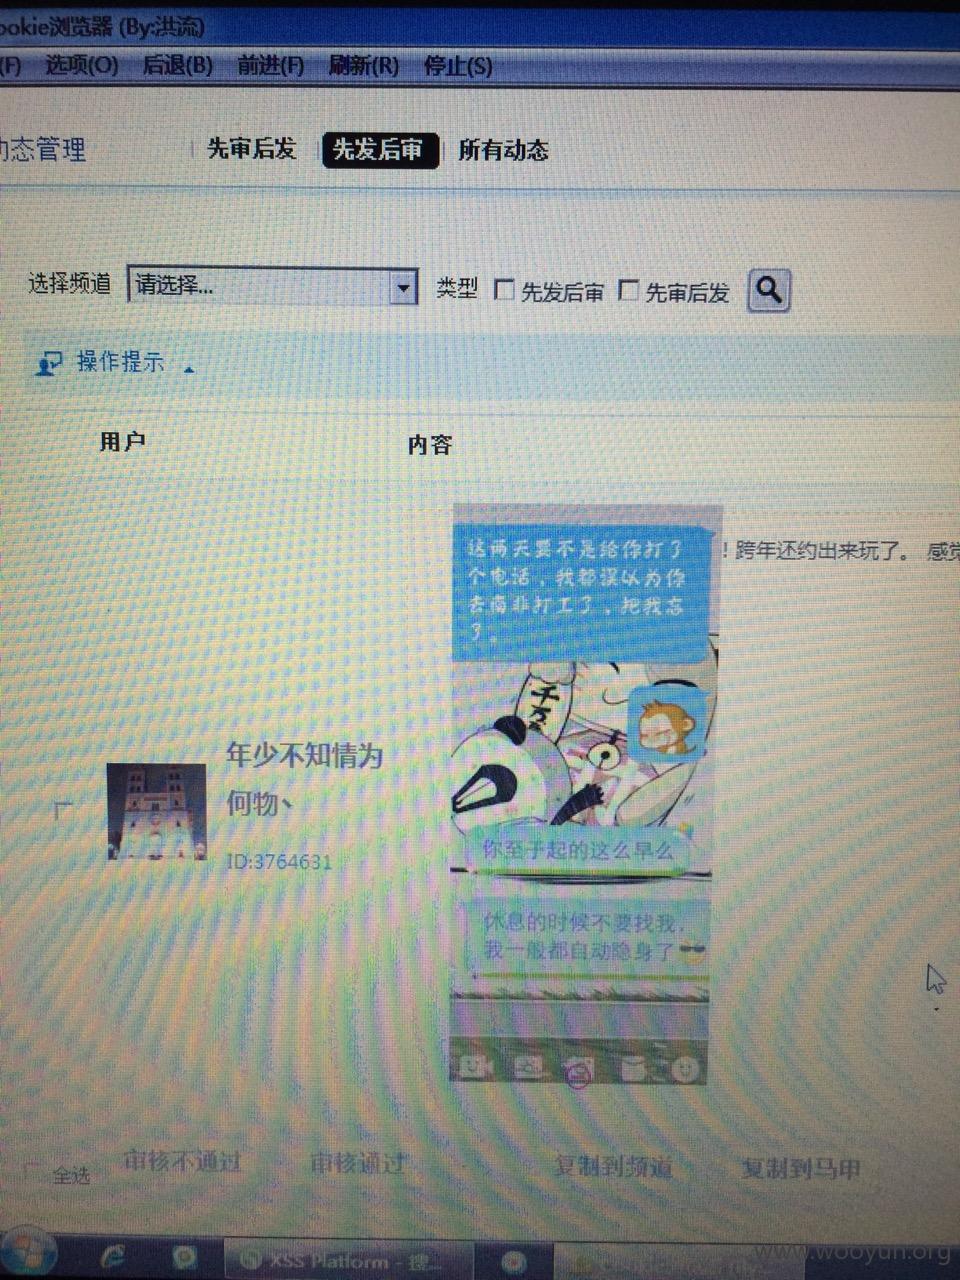 ookie浏览器 (By:洪流)
(F) 选项(O) 后退(B) 前进(F) 刷新(R) 停止(S)
动态管理 先审后发 先发后审 所有动态
选择频道 请选择... 类型 先发后审 先审后发
操作提示
用户 内容
！跨年还约出来玩了。 感觉
这两天要不是给你打了
个电话，我都误以为你
去南非打工了，把我忘
了。
千万
年少不知情为
何物丶
ID:3764631
你至于起的这么早么
休息的时候不要找我，
我一般都自动隐身了
全选 审核不通过 审核通过 复制到频道 复制到马甲
XSS Platform - 搜...
www.wooyun.org